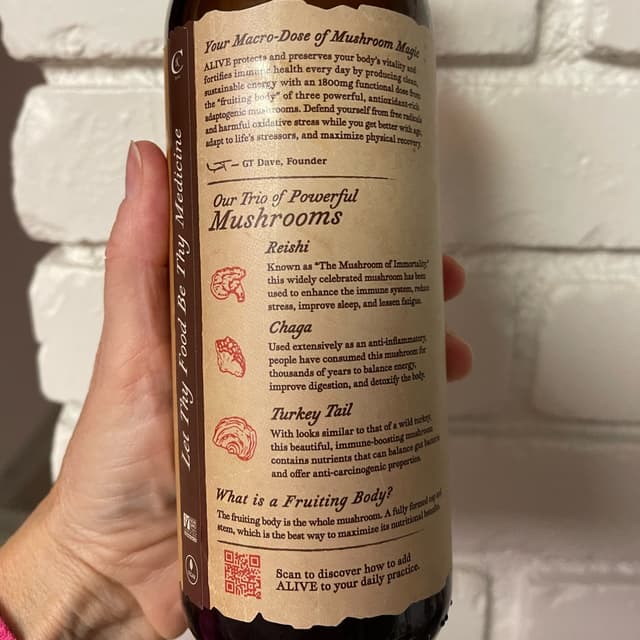 Your Macro-Dose of Mushroom Magic
ALIVE protects and preserves your body's vitality and
fortifies immune health every day by producing clean,
sustainable energy with an 1800mg functional dose from
the "fruiting body" of three powerful, antioxidant-rich
adaptogenic mushrooms. Defend yourself from free radicals
and harmful oxidative stress while you get better with age,
adapt to life's stressors, and maximize physical recovery.
— GT Dave, Founder
Our Trio of Powerful
Mushrooms
Reishi
Known as "The Mushroom of Immortality,"
this widely celebrated mushroom has been
used to enhance the immune system, reduce
stress, improve sleep, and lessen fatigue.
Chaga
Used extensively as an anti-inflammatory,
people have consumed this mushroom for
thousands of years to balance energy,
improve digestion, and detoxify the body.
Turkey Tail
With looks similar to that of a wild turkey,
this beautiful, immune-boosting mushroom
contains nutrients that can balance gut bacteria
and offer anti-carcinogenic properties.
What is a Fruiting Body?
The fruiting body is the whole mushroom. A fully formed cap and
stem, which is the best way to maximize its nutritional benefits.
Scan to discover how to add
ALIVE to your daily practice.
Let Thy Food Be Thy Medicine